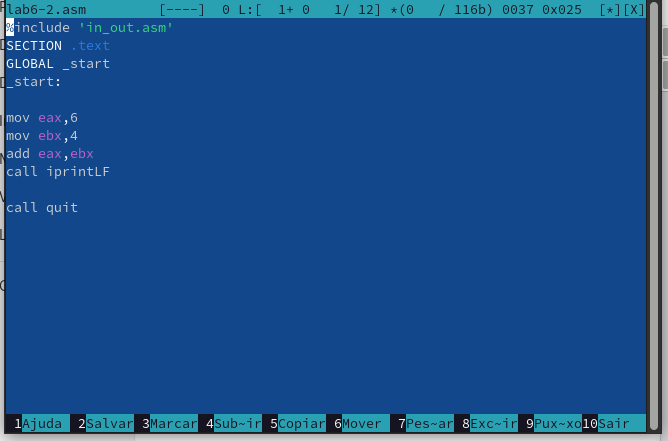 lab6-2.asm [----] 0 L:[ 1+ 0 1/ 12] *(0 / 116b) 0037 0x025 [*][X]
%include 'in_out.asm'
SECTION .text
GLOBAL _start
_start:
mov eax,6
mov ebx,4
add eax,ebx
call iprintLF
call quit
1Ajuda 2Salvar 3Marcar 4Sub~ir 5Copiar 6Mover 7Pes~ar 8Exc~ir 9Pux~xo 10Sair